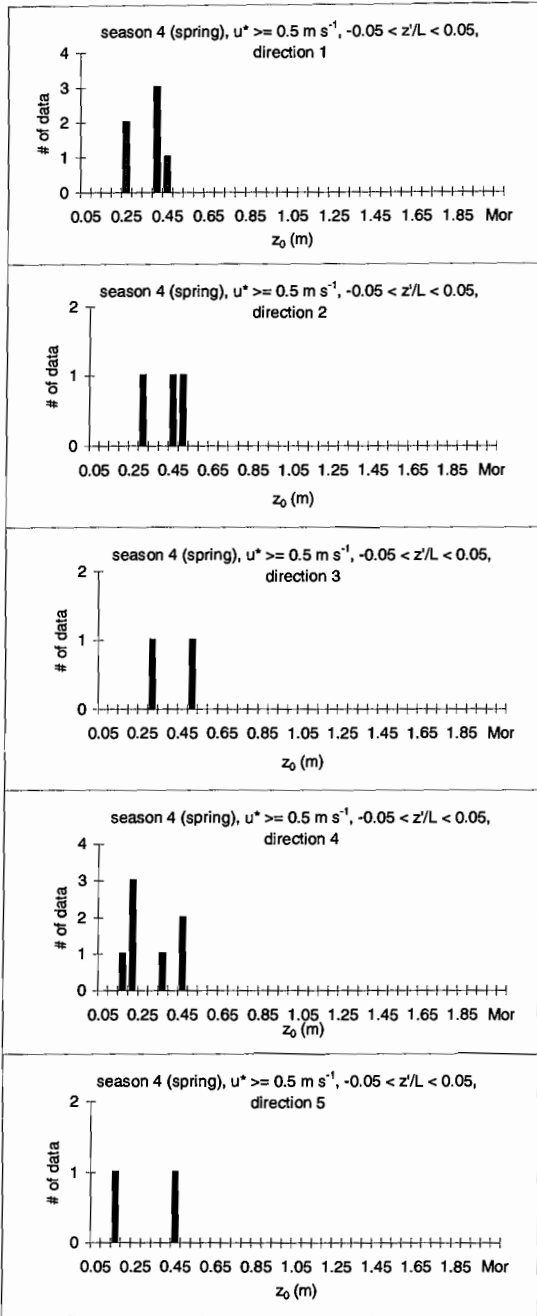 season 4 (spring), u* >= 0.5 m s⁻¹, -0.05 < z'/L < 0.05,
direction 1
4
3
2
1
0
# of data
0.05 0.25 0.45 0.65 0.85 1.05 1.25 1.45 1.65 1.85 Mor
z₀ (m)
season 4 (spring), u* >= 0.5 m s⁻¹, -0.05 < z'/L < 0.05,
direction 2
2
1
0
# of data
0.05 0.25 0.45 0.65 0.85 1.05 1.25 1.45 1.65 1.85 Mor
z₀ (m)
season 4 (spring), u* >= 0.5 m s⁻¹, -0.05 < z'/L < 0.05,
direction 3
2
1
0
# of data
0.05 0.25 0.45 0.65 0.85 1.05 1.25 1.45 1.65 1.85 Mor
z₀ (m)
season 4 (spring), u* >= 0.5 m s⁻¹, -0.05 < z'/L < 0.05,
direction 4
4
3
2
1
0
# of data
0.05 0.25 0.45 0.65 0.85 1.05 1.25 1.45 1.65 1.85 Mor
z₀ (m)
season 4 (spring), u* >= 0.5 m s⁻¹, -0.05 < z'/L < 0.05,
direction 5
2
1
0
# of data
0.05 0.25 0.45 0.65 0.85 1.05 1.25 1.45 1.65 1.85 Mor
z₀ (m)